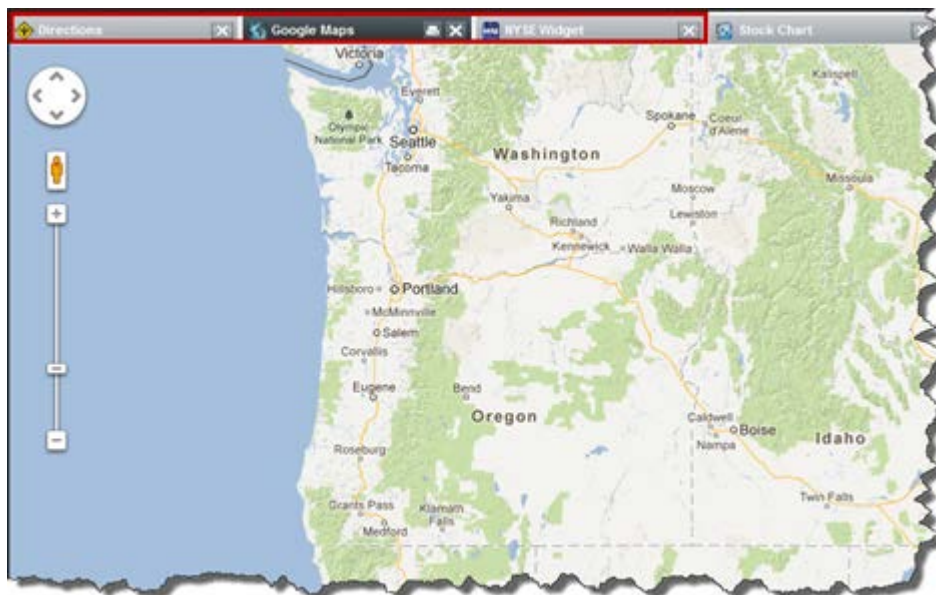 Directions
Google Maps
NYSE Widget
Stock Chart
Victoria
Kalispell
Everett
Olympic
National Park
Seattle
Spokane
Coeur
d'Alene
Tacoma
Washington
Missoula
Moscow
Yakima
Lewiston
Richland
Kennewick
Walla Walla
Hillsboro
Portland
McMinnville
Salem
Corvallis
Eugene
Bend
Oregon
Caldwell
Boise
Nampa
Idaho
Roseburg
Twin Falls
Grants Pass
Klamath
Falls
Medford